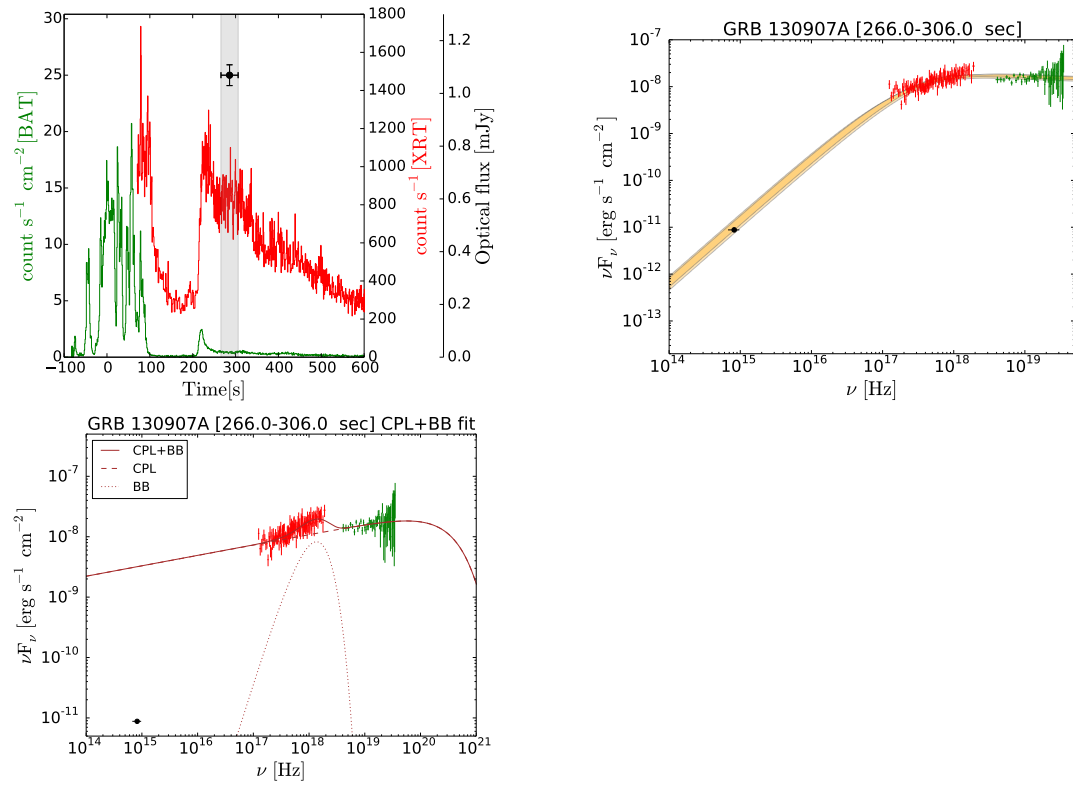 30
25
20
15
10
5
0
count s⁻¹ cm⁻² [BAT]
−100 0 100 200 300 400 500 600
Time[s]
1800
1600
1400
1200
1000
800
600
400
200
0
count s⁻¹ [XRT]
1.2
1.0
0.8
0.6
0.4
0.2
0.0
Optical flux [mJy]
GRB 130907A [266.0-306.0 sec]
10⁻⁷
10⁻⁸
10⁻⁹
10⁻¹⁰
10⁻¹¹
10⁻¹²
10⁻¹³
νFᵥ [erg s⁻¹ cm⁻²]
10¹⁴ 10¹⁵ 10¹⁶ 10¹⁷ 10¹⁸ 10¹⁹
ν [Hz]
GRB 130907A [266.0-306.0 sec] CPL+BB fit
CPL+BB
CPL
BB
10⁻⁷
10⁻⁸
10⁻⁹
10⁻¹⁰
10⁻¹¹
νFᵥ [erg s⁻¹ cm⁻²]
10¹⁴ 10¹⁵ 10¹⁶ 10¹⁷ 10¹⁸ 10¹⁹ 10²⁰ 10²¹
ν [Hz]